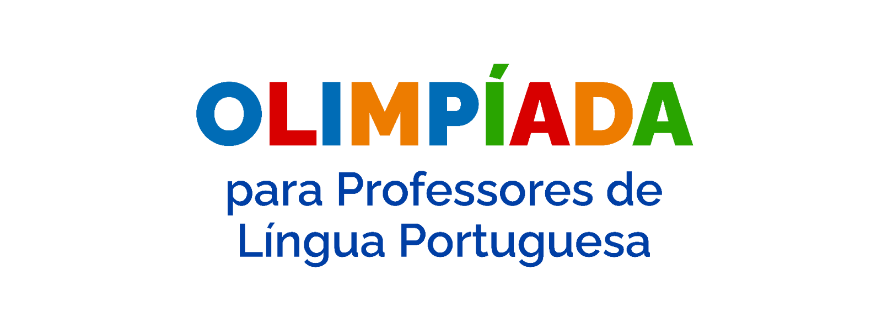 OLIMPÍADA
para Professores de
Língua Portuguesa